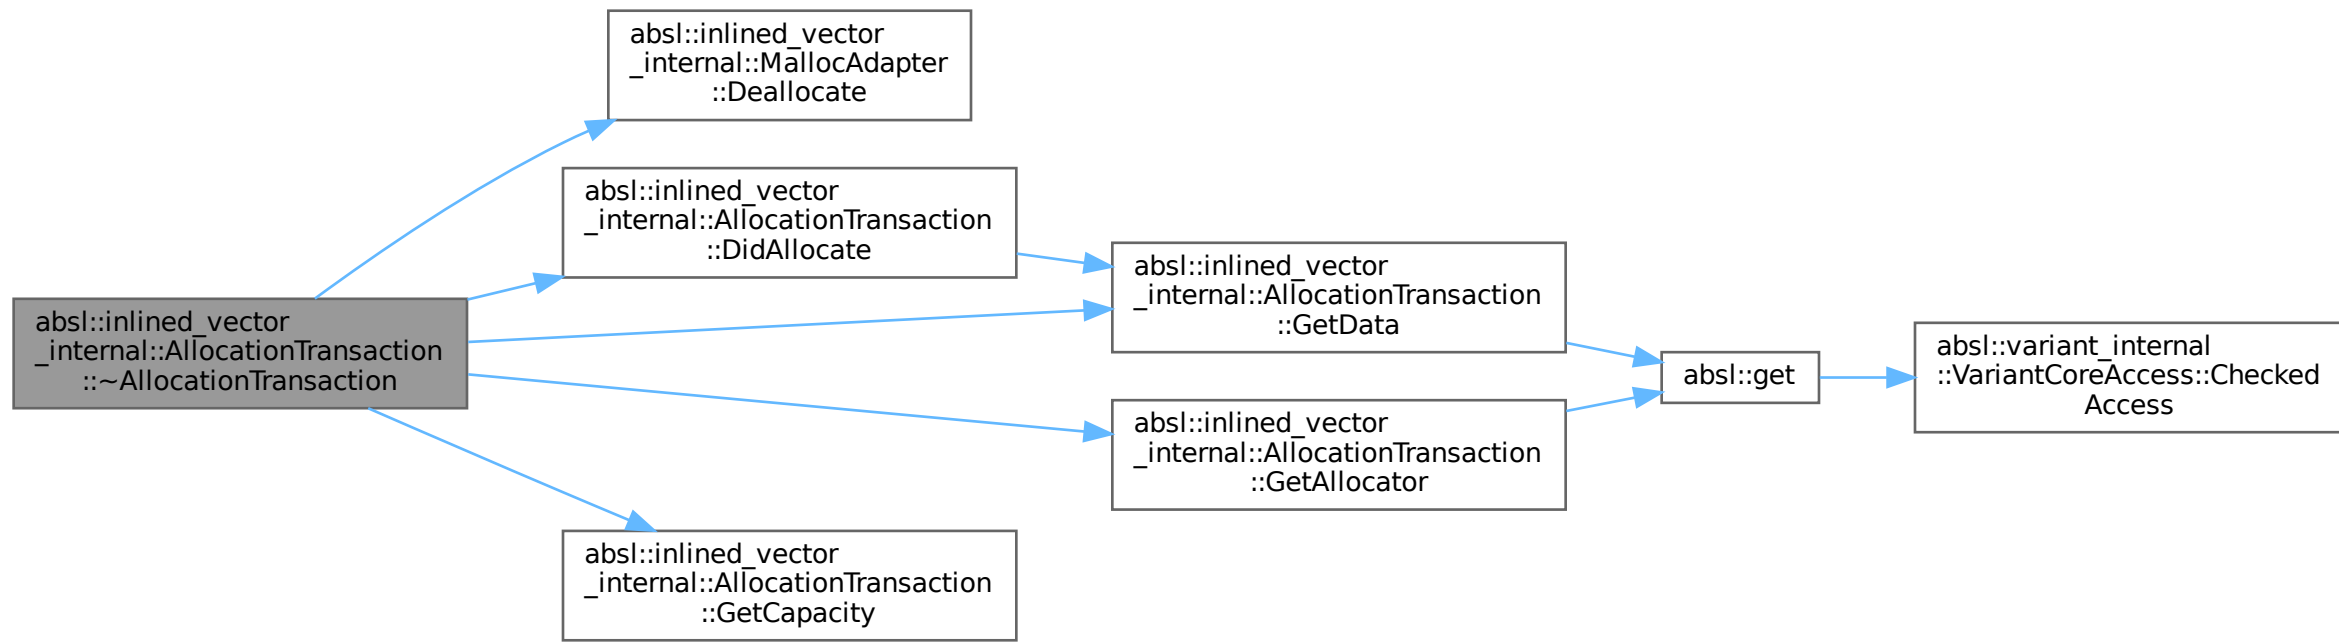 absl::inlined_vector
_internal::MallocAdapter
::Deallocate
absl::inlined_vector
_internal::AllocationTransaction
::DidAllocate
absl::inlined_vector
_internal::AllocationTransaction
::~AllocationTransaction
absl::inlined_vector
_internal::AllocationTransaction
::GetData
absl::get
absl::variant_internal
::VariantCoreAccess::Checked
Access
absl::inlined_vector
_internal::AllocationTransaction
::GetAllocator
absl::inlined_vector
_internal::AllocationTransaction
::GetCapacity